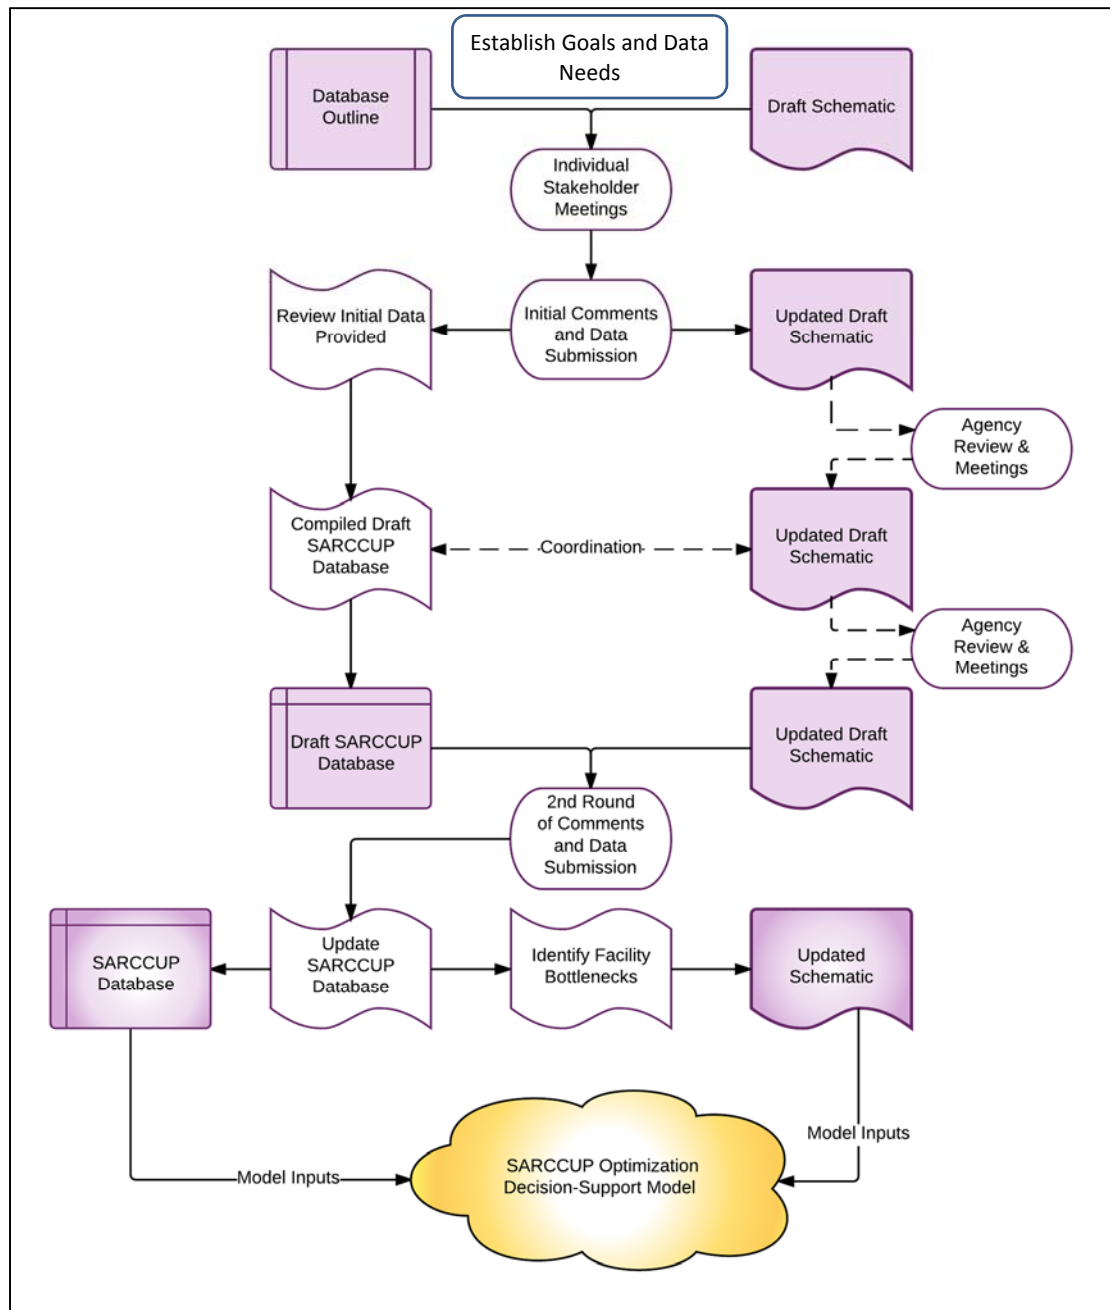 Establish Goals and Data
Needs
Database
Outline
Draft Schematic
Individual
Stakeholder
Meetings
Review Initial Data
Provided
Initial Comments
and Data
Submission
Updated Draft
Schematic
Agency
Review &
Meetings
Compiled Draft
SARCCUP
Database
Coordination
Updated Draft
Schematic
Agency
Review &
Meetings
Draft SARCCUP
Database
Updated Draft
Schematic
2nd Round
of Comments
and Data
Submission
SARCCUP
Database
Update
SARCCUP
Database
Identify Facility
Bottlenecks
Updated
Schematic
Model Inputs
Model Inputs
SARCCUP Optimization
Decision-Support Model